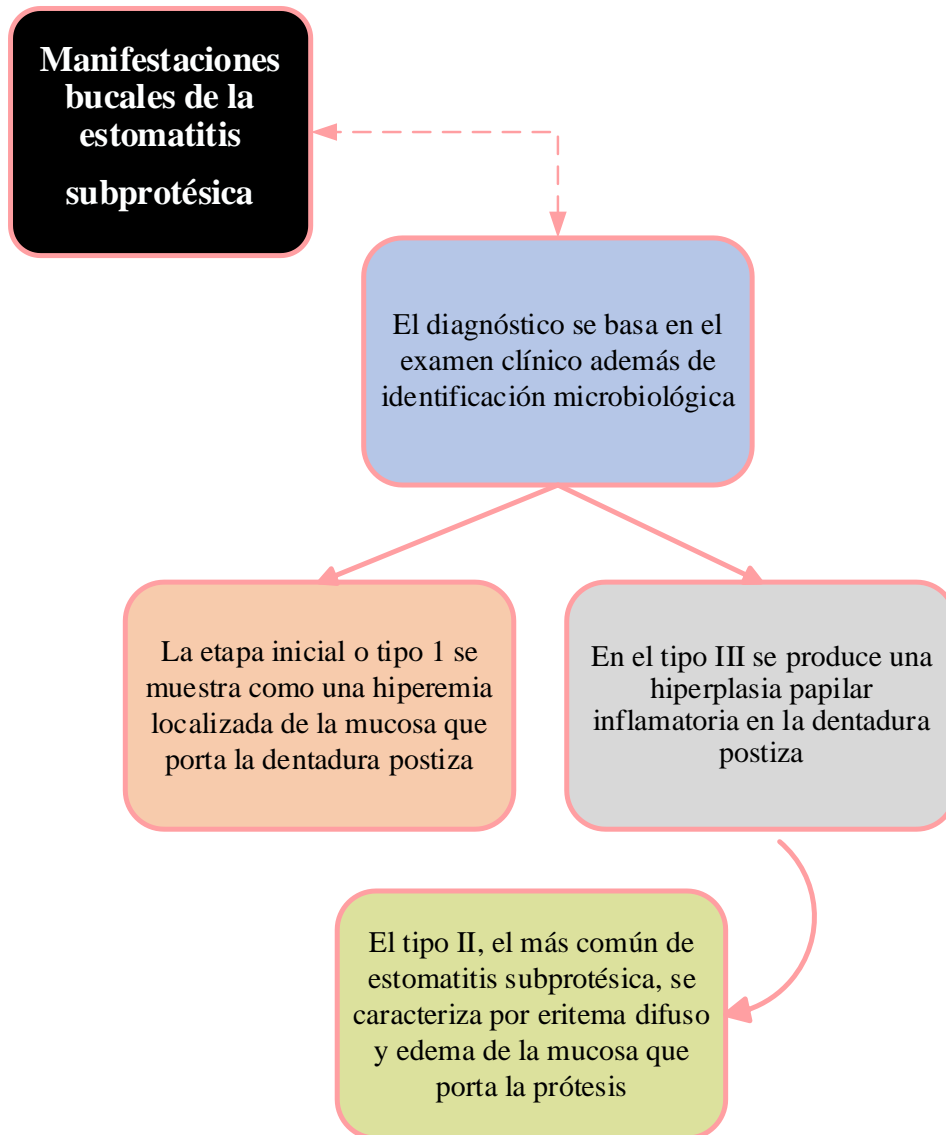 Manifestaciones
bucales de la
estomatitis
subprotésica
El diagnóstico se basa en el
examen clínico además de
identificación microbiológica
La etapa inicial o tipo 1 se
muestra como una hiperemia
localizada de la mucosa que
porta la dentadura postiza
En el tipo III se produce una
hiperplasia papilar
inflamatoria en la dentadura
postiza
El tipo II, el más común de
estomatitis subprotésica, se
caracteriza por eritema difuso
y edema de la mucosa que
porta la prótesis